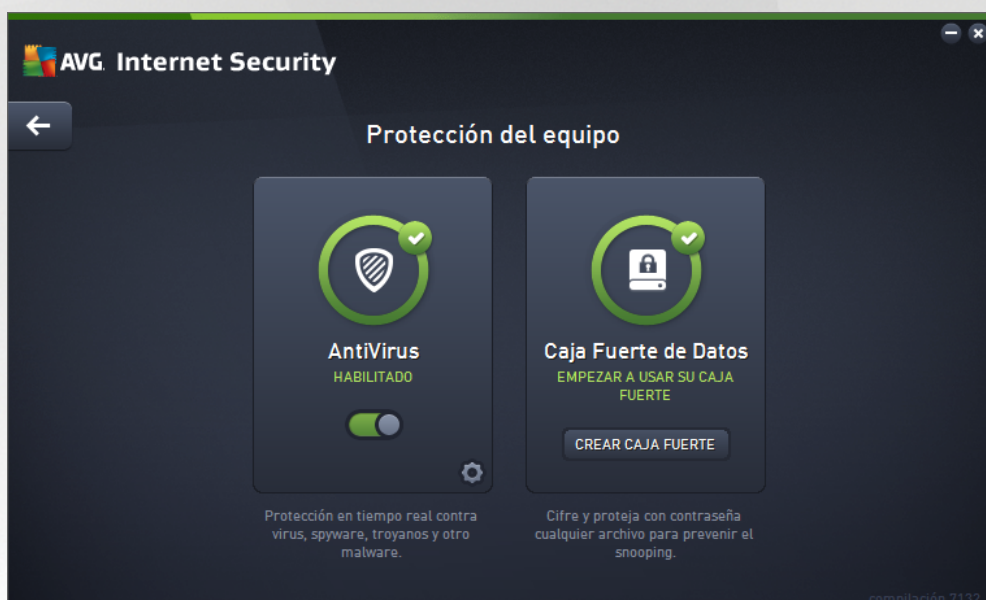 AVG. Internet Security
Protección del equipo
AntiVirus
HABILITADO
Protección en tiempo real contra
virus, spyware, troyanos y otro
malware.
Caja Fuerte de Datos
EMPEZAR A USAR SU CAJA
FUERTE
CREAR CAJA FUERTE
Cifre y proteja con contraseña
cualquier archivo para prevenir el
snooping.
compilación 7132